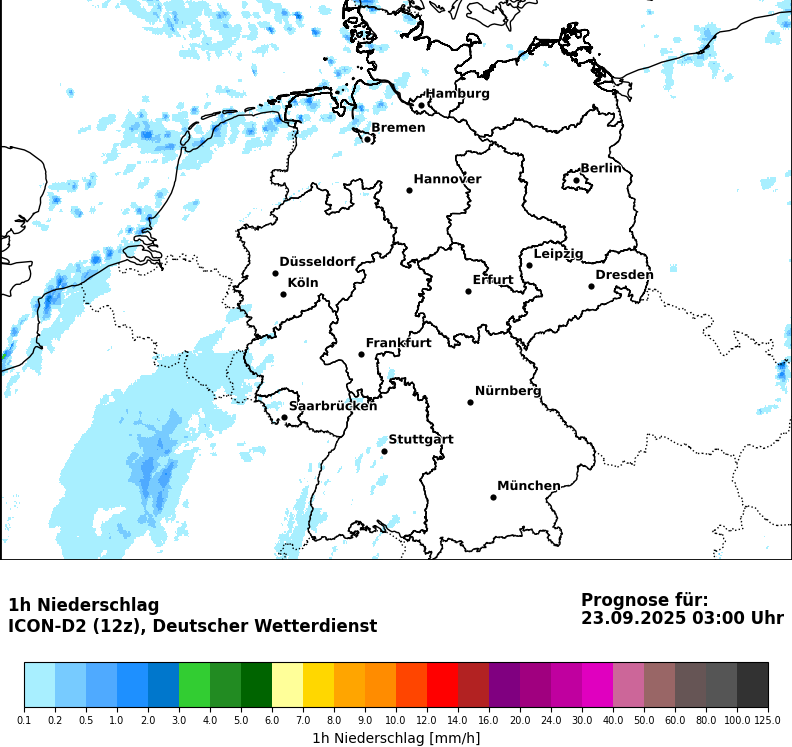 Hamburg
Bremen
Berlin
Hannover
Leipzig
Düsseldorf
Dresden
Köln
Erfurt
Frankfurt
Nürnberg
Saarbrücken
Stuttgart
München
1h Niederschlag
ICON-D2 (12z), Deutscher Wetterdienst
Prognose für:
23.09.2025 03:00 Uhr
0.1 0.2 0.5 1.0 2.0 3.0 4.0 5.0 6.0 7.0 8.0 9.0 10.0 12.0 14.0 16.0 20.0 24.0 30.0 40.0 50.0 60.0 80.0 100.0 125.0
1h Niederschlag [mm/h]